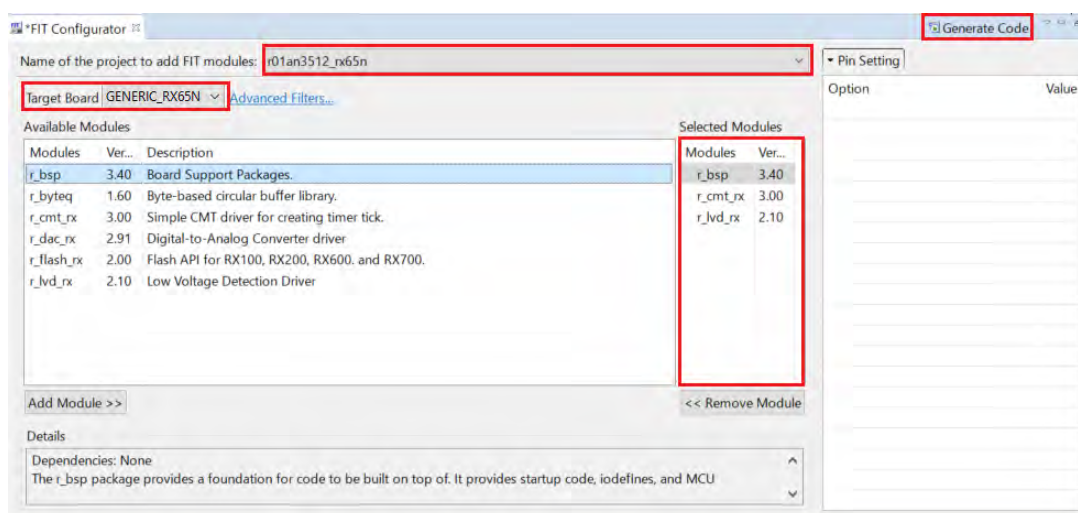 *FIT Configurator
Generate Code
Name of the project to add FIT modules: r01an3512_rx65n
Pin Setting
Target Board GENERIC_RX65N Advanced Filters...
Option Value
Available Modules
Selected Modules
Modules Ver... Description
r_bsp 3.40 Board Support Packages.
r_byteq 1.60 Byte-based circular buffer library.
r_cmt_rx 3.00 Simple CMT driver for creating timer tick.
r_dac_rx 2.91 Digital-to-Analog Converter driver
r_flash_rx 2.00 Flash API for RX100, RX200, RX600. and RX700.
r_lvd_rx 2.10 Low Voltage Detection Driver
Modules Ver...
r_bsp 3.40
r_cmt_rx 3.00
r_lvd_rx 2.10
Add Module >>
<< Remove Module
Details
Dependencies: None
The r_bsp package provides a foundation for code to be built on top of. It provides startup code, iodefines, and MCU